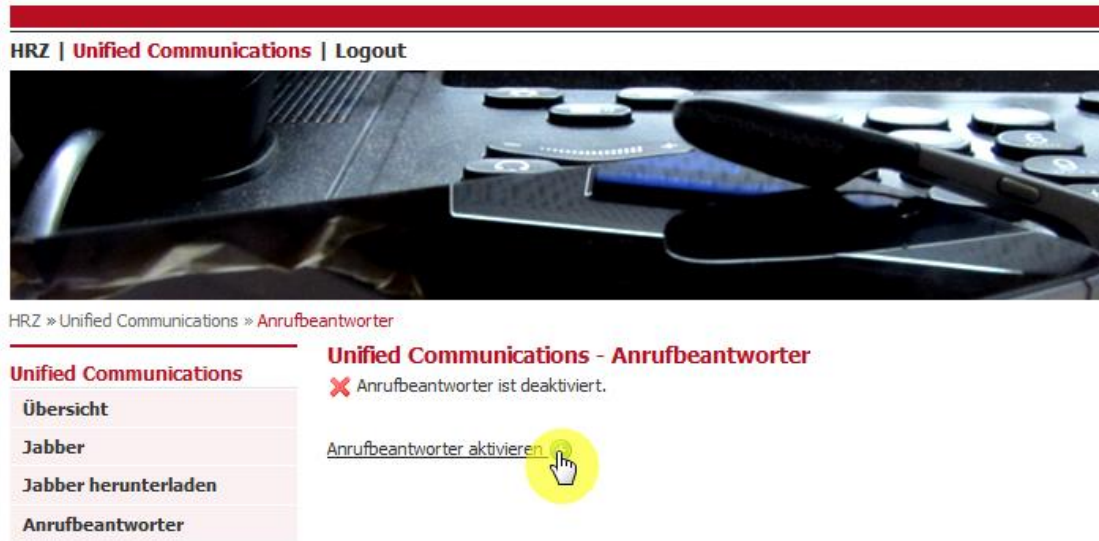 HRZ | Unified Communications | Logout
HRZ » Unified Communications » Anrufbeantworter
Unified Communications
Übersicht
Jabber
Jabber herunterladen
Anrufbeantworter
Unified Communications - Anrufbeantworter
Anrufbeantworter ist deaktiviert.
Anrufbeantworter aktivieren